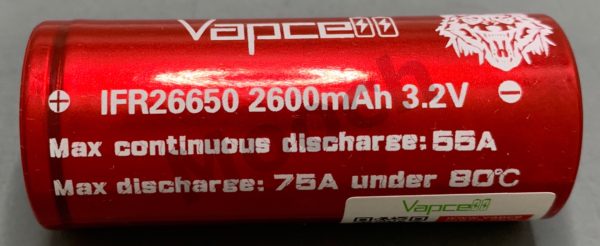 Vapcell
⊕ IFR26650 2600mAh 3.2V ⊖
Max continuous discharge: 55A
Max discharge: 75A under 80℃
Vapcell